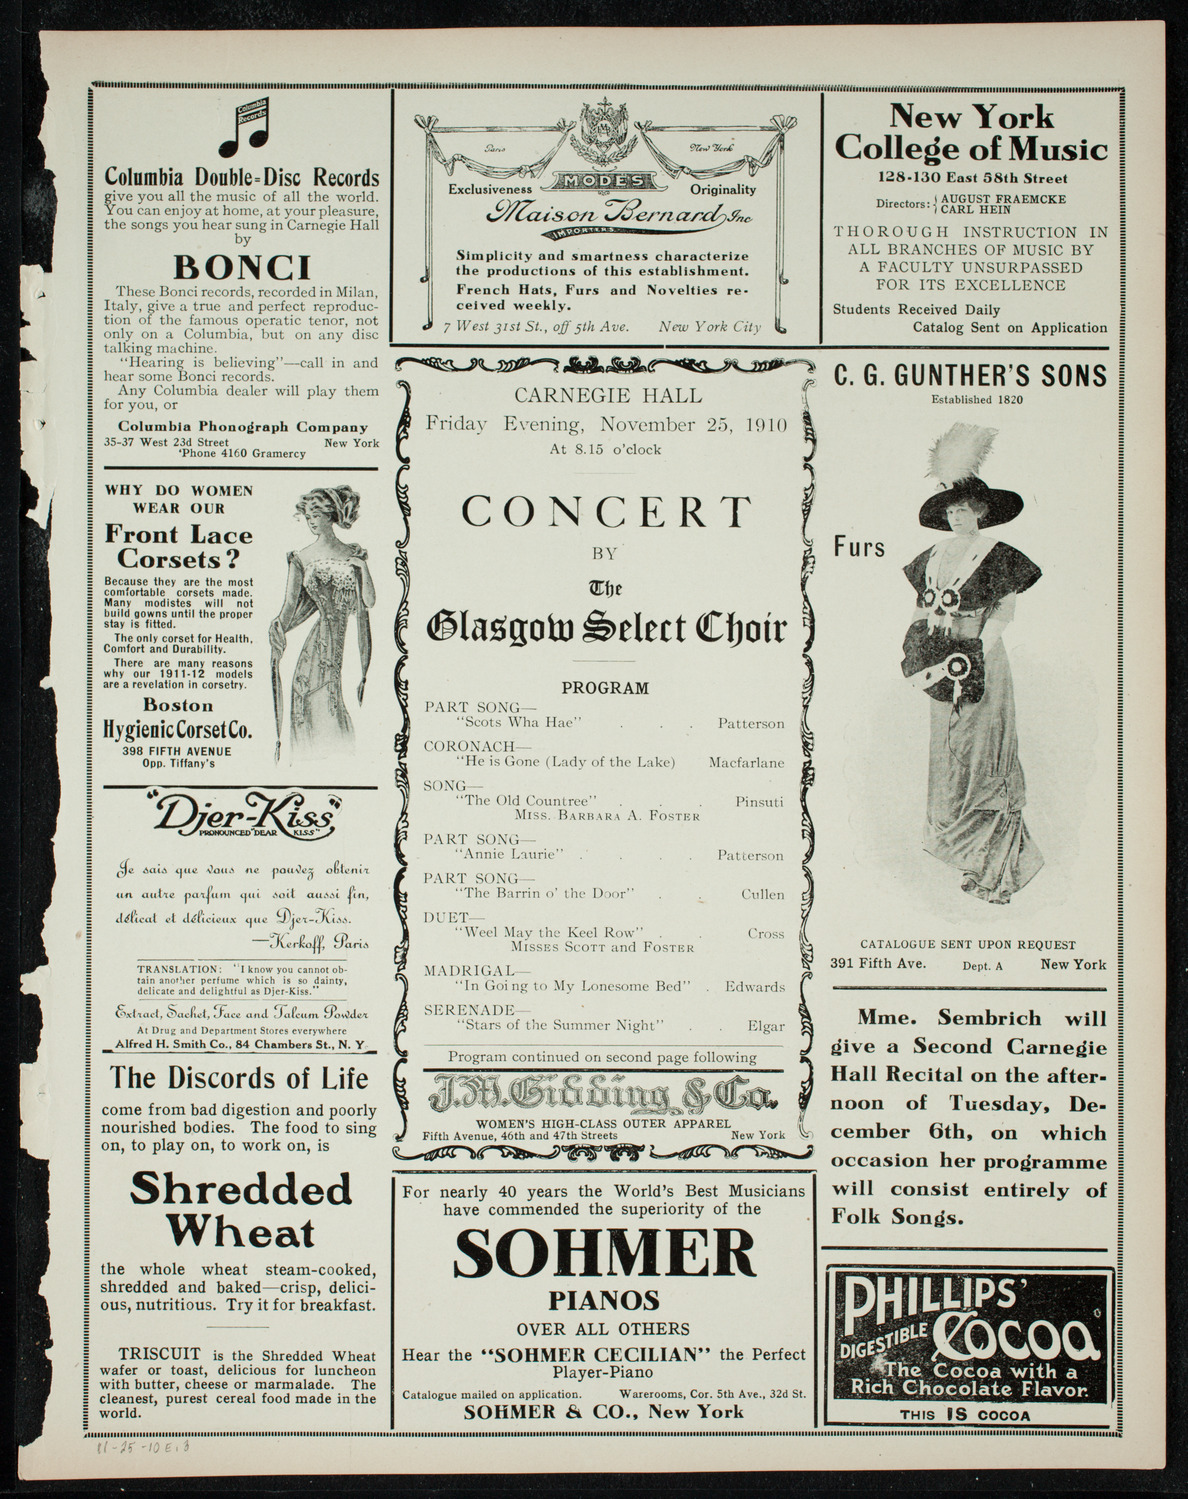 Columbia
Records
Columbia Double=Disc Records
give you all the music of all the world.
You can enjoy at home, at your pleasure,
the songs you hear sung in Carnegie Hall
by
BONCI
These Bonci records, recorded in Milan,
Italy, give a true and perfect reproduc-
tion of the famous operatic tenor, not
only on a Columbia, but on any disc
talking machine.
"Hearing is believing"—call in and
hear some Bonci records.
Any Columbia dealer will play them
for you, or
Columbia Phonograph Company
35-37 West 23d Street New York
'Phone 4160 Gramercy
WHY DO WOMEN
WEAR OUR
Front Lace
Corsets?
Because they are the most
comfortable corsets made.
Many modistes will not
build gowns until the proper
stay is fitted.
The only corset for Health,
Comfort and Durability.
There are many reasons
why our 1911-12 models
are a revelation in corsetry.
Boston
Hygienic Corset Co.
398 FIFTH AVENUE
Opp. Tiffany's
"Djer-Kiss"
PRONOUNCED "DEAR KISS"
Je sais que vous ne pouvez obtenir
un autre parfum qui soit aussi fin,
délicat et délicieux que Djer-Kiss.
—Kerkoff, Paris
TRANSLATION: "I know you cannot ob-
tain another perfume which is so dainty,
delicate and delightful as Djer-Kiss."
Extract, Sachet, Face and Talcum Powder
At Drug and Department Stores everywhere
Alfred H. Smith Co., 84 Chambers St., N. Y.
The Discords of Life
come from bad digestion and poorly
nourished bodies. The food to sing
on, to play on, to work on, is
Shredded
Wheat
the whole wheat steam-cooked,
shredded and baked—crisp, delici-
ous, nutritious. Try it for breakfast.
TRISCUIT is the Shredded Wheat
wafer or toast, delicious for luncheon
with butter, cheese or marmalade. The
cleanest, purest cereal food made in the
world.
11-25-10 E.3
Paris New York
MODES
Exclusiveness Originality
Maison Bernard Inc
IMPORTERS
Simplicity and smartness characterize
the productions of this establishment.
French Hats, Furs and Novelties re-
ceived weekly.
7 West 31st St., off 5th Ave. New York City
CARNEGIE HALL
Friday Evening, November 25, 1910
At 8.15 o'clock
CONCERT
BY
The
Glasgow Select Choir
PROGRAM
PART SONG—
"Scots Wha Hae" . . . Patterson
CORONACH—
"He is Gone (Lady of the Lake) Macfarlane
SONG—
"The Old Countree" . . . Pinsuti
MISS. BARBARA A. FOSTER
PART SONG—
"Annie Laurie" . . . . Patterson
PART SONG—
"The Barrin o' the Door" . . Cullen
DUET—
"Weel May the Keel Row" . . Cross
MISSES SCOTT and FOSTER
MADRIGAL—
"In Going to My Lonesome Bed" . Edwards
SERENADE—
"Stars of the Summer Night" . . Elgar
Program continued on second page following
J.M. Gidding & Co.
WOMEN'S HIGH-CLASS OUTER APPAREL
Fifth Avenue, 46th and 47th Streets New York
For nearly 40 years the World's Best Musicians
have commended the superiority of the
SOHMER
PIANOS
OVER ALL OTHERS
Hear the "SOHMER CECILIAN" the Perfect
Player-Piano
Catalogue mailed on application. Warerooms, Cor. 5th Ave., 32d St.
SOHMER & CO., New York
New York
College of Music
128-130 East 58th Street
Directors: { AUGUST FRAEMCKE
CARL HEIN
THOROUGH INSTRUCTION IN
ALL BRANCHES OF MUSIC BY
A FACULTY UNSURPASSED
FOR ITS EXCELLENCE
Students Received Daily
Catalog Sent on Application
C. G. GUNTHER'S SONS
Established 1820
Furs
CATALOGUE SENT UPON REQUEST
391 Fifth Ave. Dept. A New York
Mme. Sembrich will
give a Second Carnegie
Hall Recital on the after-
noon of Tuesday, De-
cember 6th, on which
occasion her programme
will consist entirely of
Folk Songs.
PHILLIPS'
DIGESTIBLE COCOA
The Cocoa with a
Rich Chocolate Flavor.
THIS IS COCOA